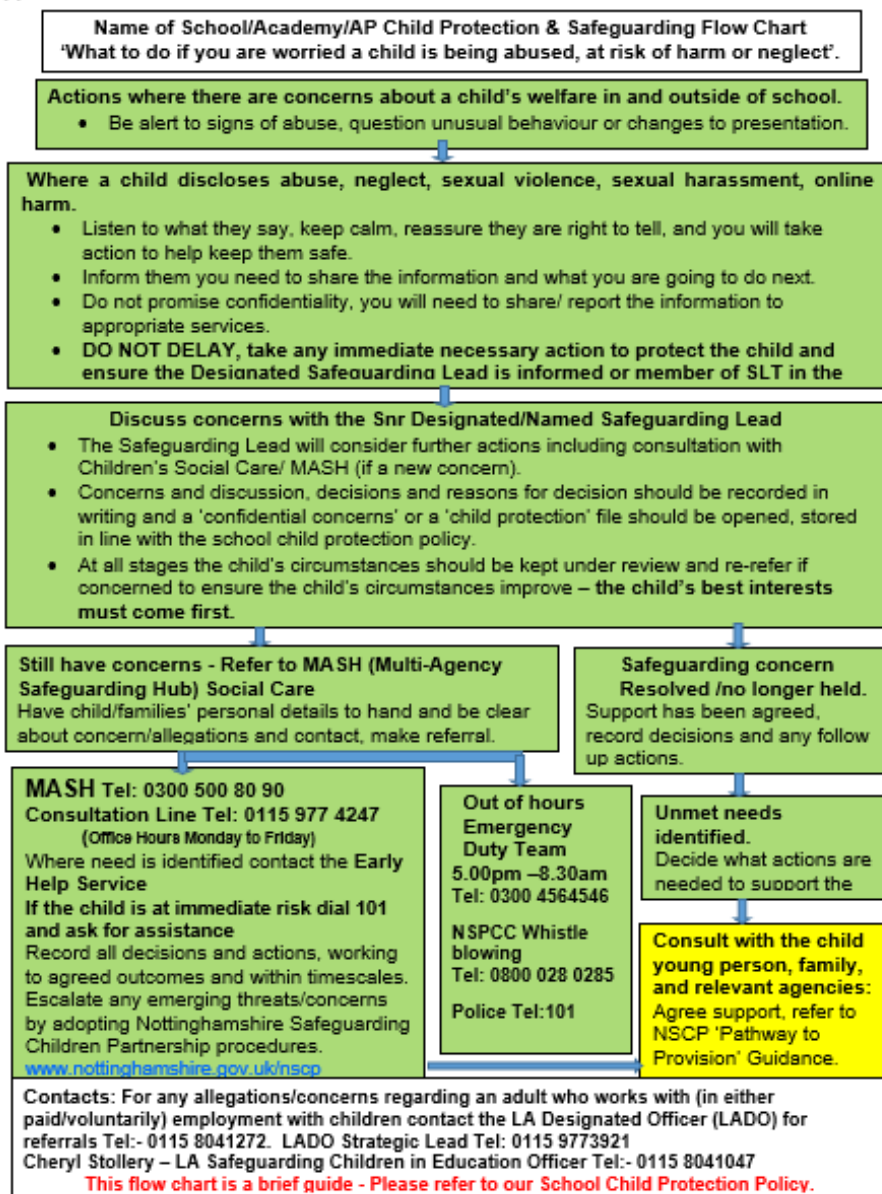 Name of School/Academy/AP Child Protection & Safeguarding Flow Chart
‘What to do if you are worried a child is being abused, at risk of harm or neglect’.
Actions where there are concerns about a child’s welfare in and outside of school.
• Be alert to signs of abuse, question unusual behaviour or changes to presentation.
Where a child discloses abuse, neglect, sexual violence, sexual harassment, online
harm.
• Listen to what they say, keep calm, reassure they are right to tell, and you will take
action to help keep them safe.
• Inform them you need to share the information and what you are going to do next.
• Do not promise confidentiality, you will need to share/ report the information to
appropriate services.
• DO NOT DELAY, take any immediate necessary action to protect the child and
ensure the Designated Safeguarding Lead is informed or member of SLT in the
Discuss concerns with the Snr Designated/Named Safeguarding Lead
• The Safeguarding Lead will consider further actions including consultation with
Children’s Social Care/ MASH (if a new concern).
• Concerns and discussion, decisions and reasons for decision should be recorded in
writing and a ‘confidential concerns’ or a ‘child protection’ file should be opened, stored
in line with the school child protection policy.
• At all stages the child’s circumstances should be kept under review and re-refer if
concerned to ensure the child’s circumstances improve – the child’s best interests
must come first.
Still have concerns - Refer to MASH (Multi-Agency
Safeguarding Hub) Social Care
Have child/families’ personal details to hand and be clear
about concern/allegations and contact, make referral.
Safeguarding concern
Resolved /no longer held.
Support has been agreed,
record decisions and any follow
up actions.
MASH Tel: 0300 500 80 90
Consultation Line Tel: 0115 977 4247
(Office Hours Monday to Friday)
Where need is identified contact the Early
Help Service
If the child is at immediate risk dial 101
and ask for assistance
Record all decisions and actions, working
to agreed outcomes and within timescales.
Escalate any emerging threats/concerns
by adopting Nottinghamshire Safeguarding
Children Partnership procedures.
www.nottinghamshire.gov.uk/nscp
Out of hours
Emergency
Duty Team
5.00pm –8.30am
Tel: 0300 4564546
NSPCC Whistle
blowing
Tel: 0800 028 0285
Police Tel:101
Unmet needs
identified.
Decide what actions are
needed to support the
Consult with the child
young person, family,
and relevant agencies:
Agree support, refer to
NSCP ‘Pathway to
Provision’ Guidance.
Contacts: For any allegations/concerns regarding an adult who works with (in either
paid/voluntarily) employment with children contact the LA Designated Officer (LADO) for
referrals Tel:- 0115 8041272. LADO Strategic Lead Tel: 0115 9773921
Cheryl Stollery – LA Safeguarding Children in Education Officer Tel:- 0115 8041047
This flow chart is a brief guide - Please refer to our School Child Protection Policy.